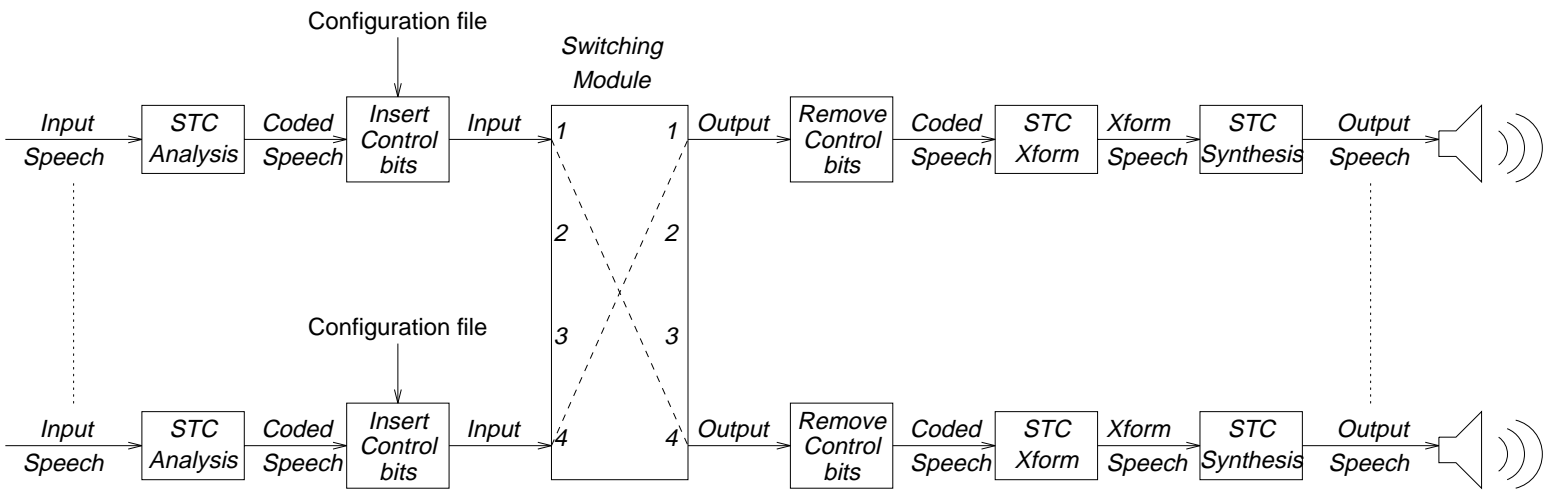 Configuration file
Switching
Module
Input
Speech
STC
Analysis
Coded
Speech
Insert
Control
bits
Input
1
2
3
4
1
2
3
4
Output
Remove
Control
bits
Coded
Speech
STC
Xform
Xform
Speech
STC
Synthesis
Output
Speech
Configuration file
Input
Speech
STC
Analysis
Coded
Speech
Insert
Control
bits
Input
Output
Remove
Control
bits
Coded
Speech
STC
Xform
Xform
Speech
STC
Synthesis
Output
Speech